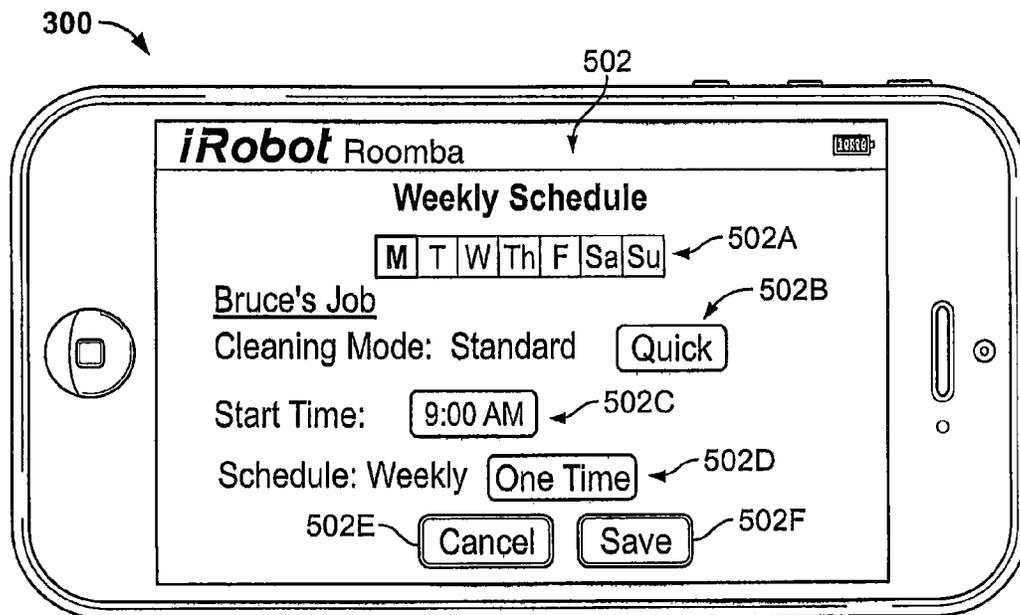 300
502
iRobot Roomba
Weekly Schedule
M T W Th F Sa Su
502A
Bruce's Job
502B
Cleaning Mode: Standard Quick
Start Time: 9:00 AM
502C
Schedule: Weekly One Time
502D
502E
Cancel Save
502F